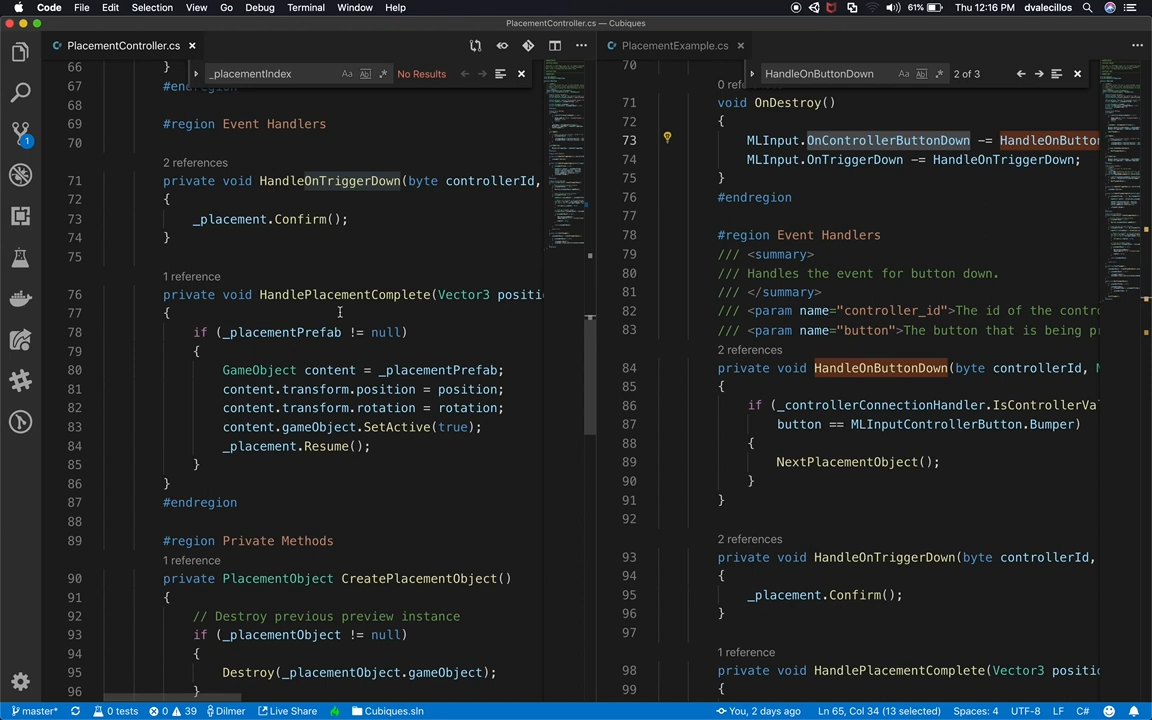 Code File Edit Selection View Go Debug Terminal Window Help 61% Thu 12:16 PM dvalecillos
PlacementController.cs — Cubiques
PlacementController.cs
_placementIndex Aa Abl .* No Results
66 }
67 #endregion
68
69 #region Event Handlers
70
2 references
71 private void HandleOnTriggerDown(byte controllerId,
72 {
73 _placement.Confirm();
74 }
75
1 reference
76 private void HandlePlacementComplete(Vector3 positi
77 {
78 if (_placementPrefab != null)
79 {
80 GameObject content = _placementPrefab;
81 content.transform.position = position;
82 content.transform.rotation = rotation;
83 content.gameObject.SetActive(true);
84 _placement.Resume();
85 }
86 }
87 #endregion
88
89 #region Private Methods
1 reference
90 private PlacementObject CreatePlacementObject()
91 {
92 // Destroy previous preview instance
93 if (_placementObject != null)
94 {
95 Destroy(_placementObject.gameObject);
96 }
PlacementExample.cs
HandleOnButtonDown Aa Abl .* 2 of 3
70
0 ref
71 void OnDestroy()
72 {
73 MLInput.OnControllerButtonDown -= HandleOnButton
74 MLInput.OnTriggerDown -= HandleOnTriggerDown;
75 }
76 #endregion
77
78 #region Event Handlers
79 /// <summary>
80 /// Handles the event for button down.
81 /// </summary>
82 /// <param name="controller_id">The id of the contro
83 /// <param name="button">The button that is being pr
2 references
84 private void HandleOnButtonDown(byte controllerId, M
85 {
86 if (_controllerConnectionHandler.IsControllerVal
87 button == MLInputControllerButton.Bumper)
88 {
89 NextPlacementObject();
90 }
91 }
92
2 references
93 private void HandleOnTriggerDown(byte controllerId,
94 {
95 _placement.Confirm();
96 }
97
1 reference
98 private void HandlePlacementComplete(Vector3 positio
99 {
1
master* 0 tests 0 39 Dilmer Live Share Cubiques.sln You, 2 days ago Ln 65, Col 34 (13 selected) Spaces: 4 UTF-8 LF C#